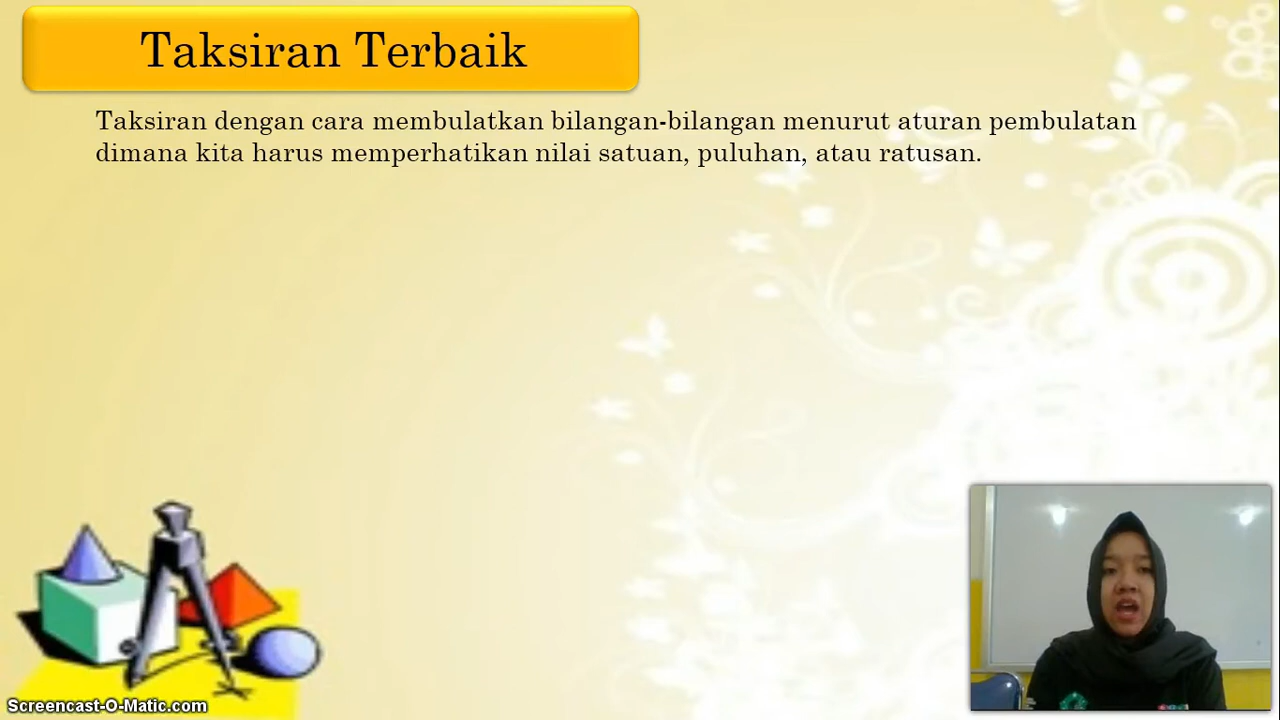 Taksiran Terbaik
Taksiran dengan cara membulatkan bilangan-bilangan menurut aturan pembulatan
dimana kita harus memperhatikan nilai satuan, puluhan, atau ratusan.
Screencast-O-Matic.com